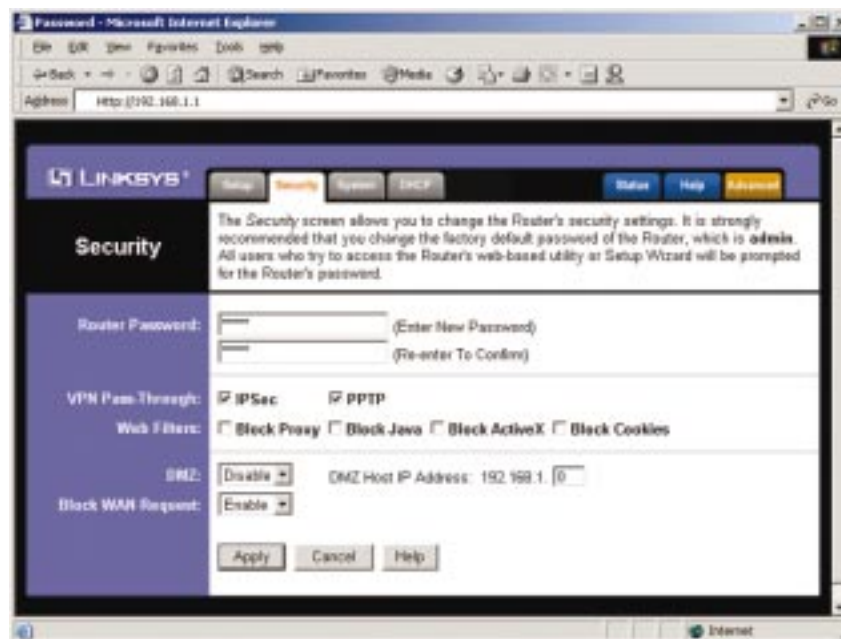 Password - Microsoft Internet Explorer
File Edit View Favorites Tools Help
Back Search Favorites Media
Address http://192.168.1.1 Go
LINKSYS®
Setup Security System DHCP Status Help Advanced
Security
The Security screen allows you to change the Router's security settings. It is strongly
recommended that you change the factory default password of the Router, which is admin.
All users who try to access the Router's web-based utility or Setup Wizard will be prompted
for the Router's password.
Router Password: (Enter New Password)
(Re-enter To Confirm)
VPN Pass-Through: IPSec PPTP
Web Filters: Block Proxy Block Java Block ActiveX Block Cookies
DMZ: Disable DMZ Host IP Address: 192.168.1. 0
Block WAN Request: Enable
Apply Cancel Help
Internet